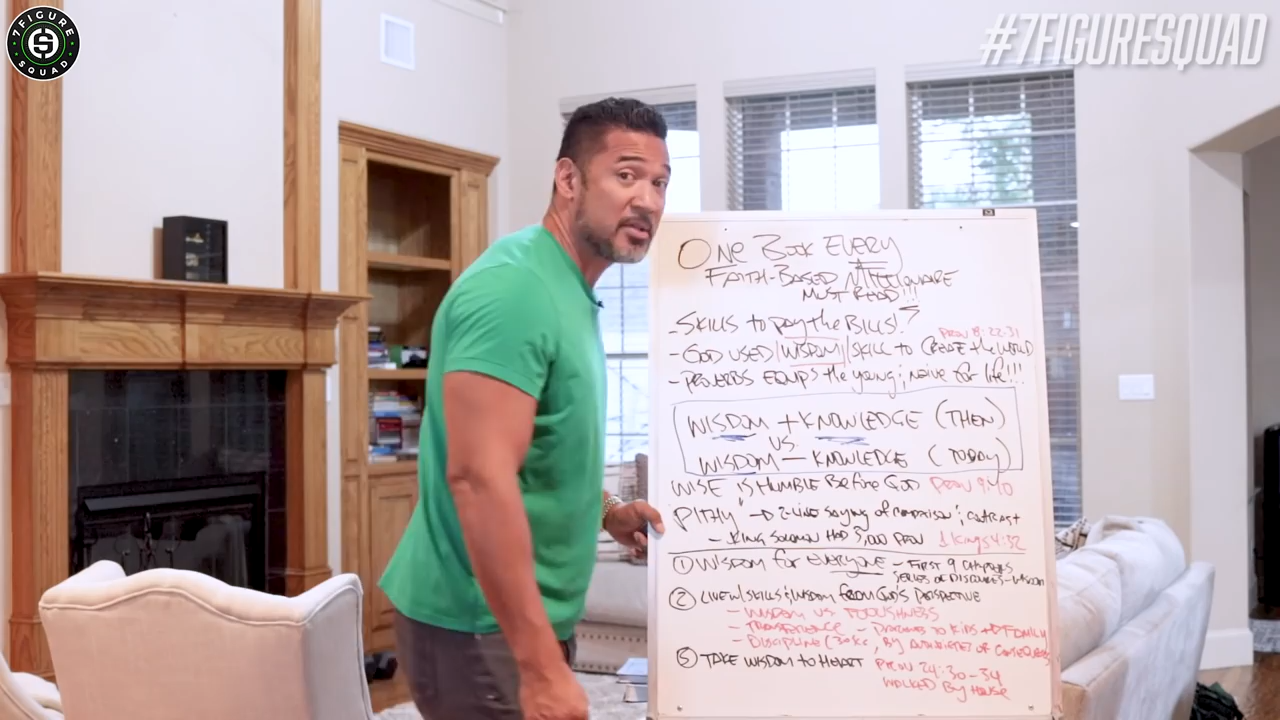 7 FIGURE SQUAD
#7FIGURESQUAD
ONE BOOK EVERY
FAITH-BASED MILLIONAIRE
MUST READ!!!
- SKILLS to pay the BILLS!?
PROV 8:22-31
- GOD USED WISDOM/SKILL to CREATE the WORLD
- PROVERBS EQUIPS the young; naive for life!!!
WISDOM + KNOWLEDGE (THEN)
VS
WISDOM - KNOWLEDGE (TODAY)
WISE IS HUMBLE BEFORE GOD PROV 9:10
"PITHY" → 2-LINE SAYING of COMPARISON; CONTRAST
- KING SOLOMON HAD 3,000 PROV 1 Kings 4:32
① WISDOM for EVERYONE - FIRST 9 CHAPTERS
SERIES OF DISCOURSES - WISDOM
② LIVE W/SKILLS; WISDOM FROM GOD'S PERSPECTIVE
- WISDOM VS FOOLISHNESS
- TRANSFERENCE - PARENTS TO KIDS FAMILY
- DISCIPLINE BY
③ TAKE WISDOM TO HEART PROV 24:30-34
WALKED BY HOUSE